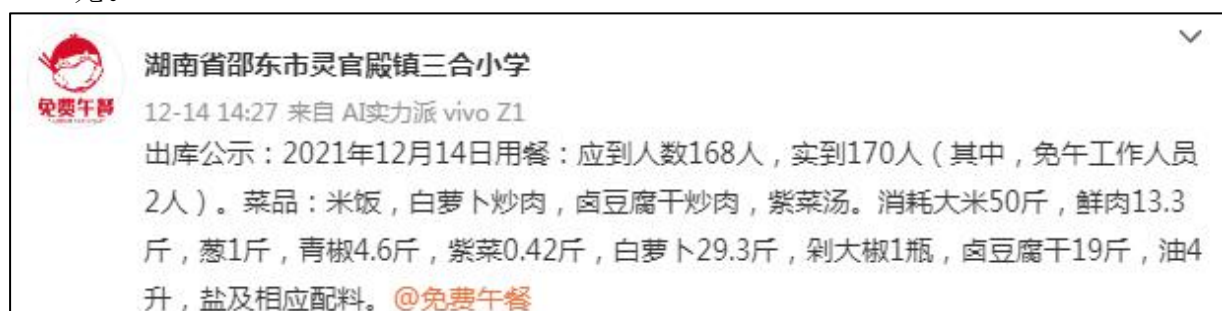 湖南省邵东市灵官殿镇三合小学
免费午餐
12-14 14:27 来自 AI实力派 vivo Z1
出库公示：2021年12月14日用餐：应到人数168人，实到170人（其中，免午工作人员
2人）。菜品：米饭，白萝卜炒肉，卤豆腐干炒肉，紫菜汤。消耗大米50斤，鲜肉13.3
斤，葱1斤，青椒4.6斤，紫菜0.42斤，白萝卜29.3斤，剁大椒1瓶，卤豆腐干19斤，油4
升，盐及相应配料。@免费午餐